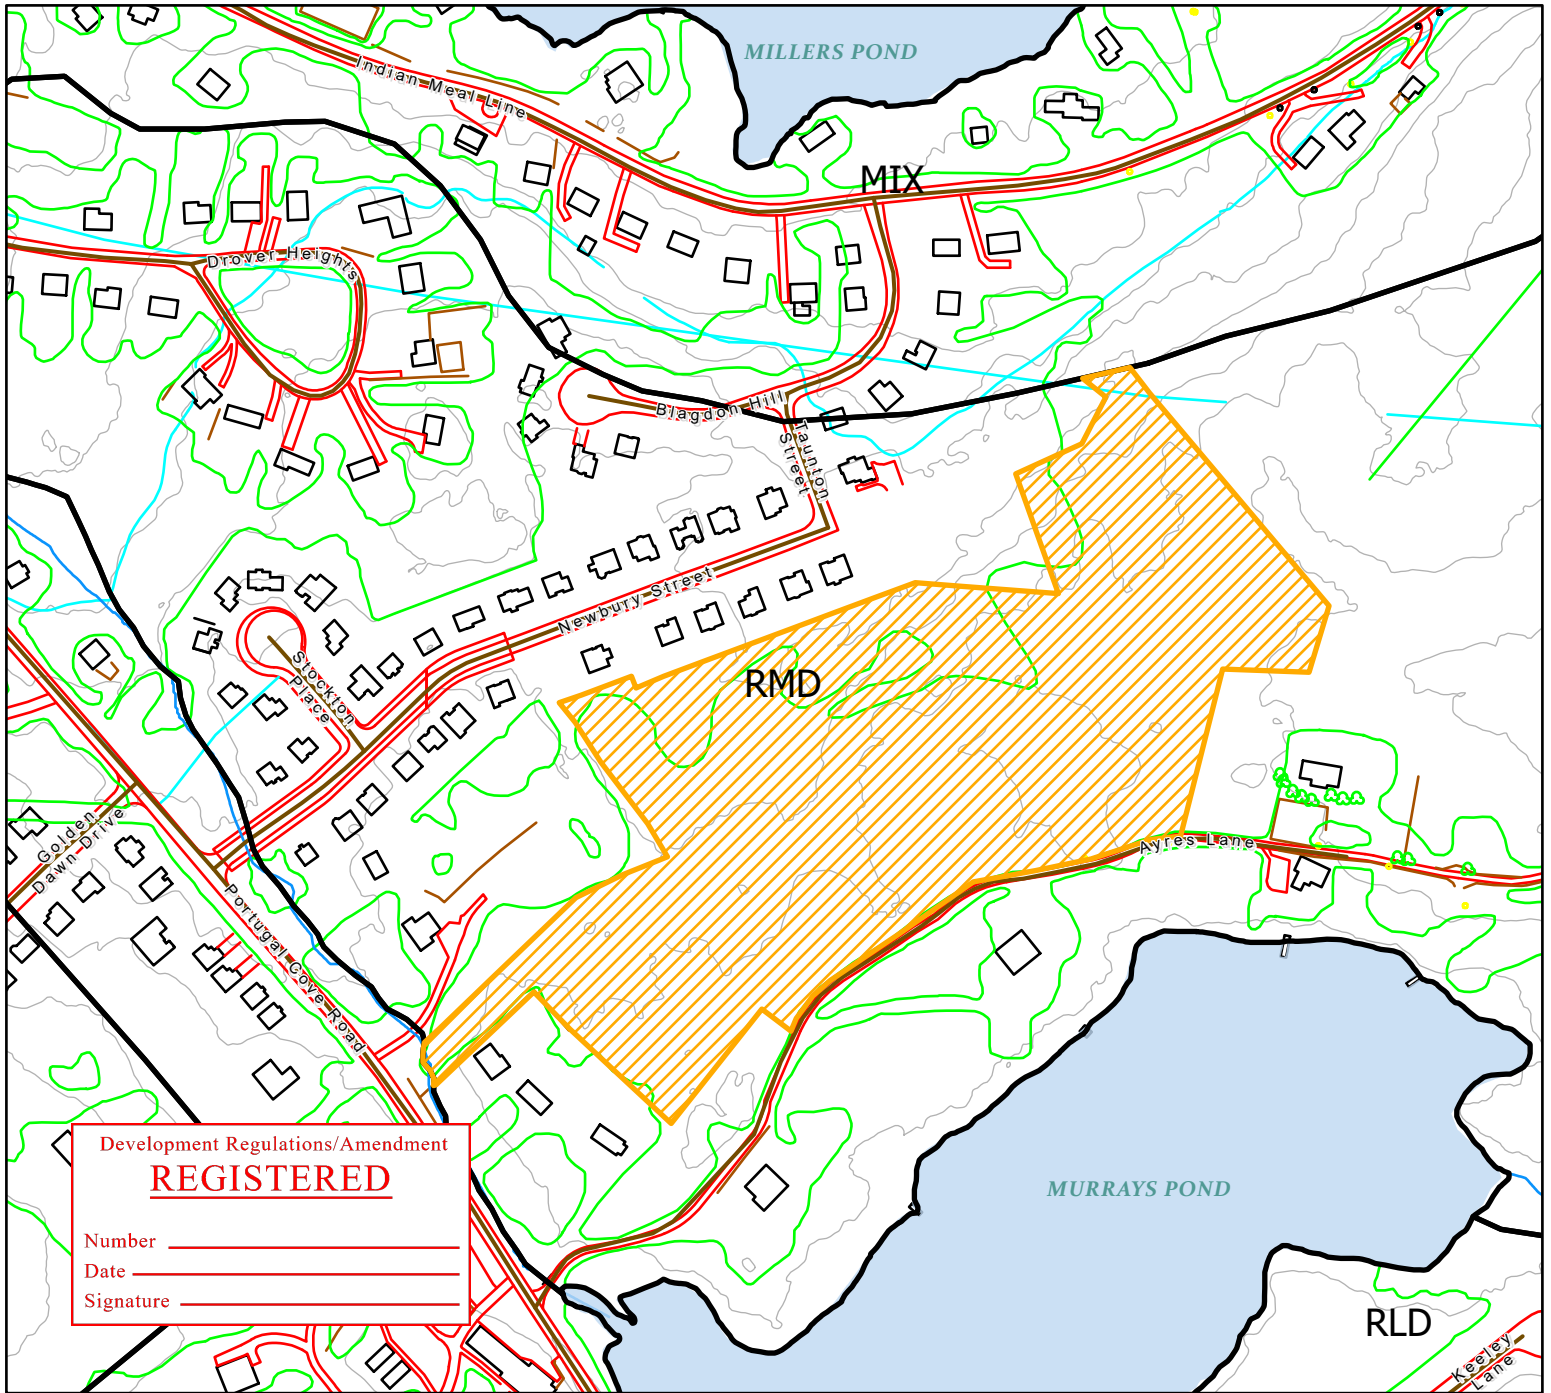 MILLERS POND
Indian Meal Line
MIX
Drover Heights
Blagdon Hill
Taunton
Street
Newbury Street
Stockton
Place
RMD
Golden
Dawn Drive
Ayres Lane
Portugal Cove Road
Development Regulations/Amendment
REGISTERED
Number
Date
Signature
MURRAYS POND
RLD
Keeley
Lane